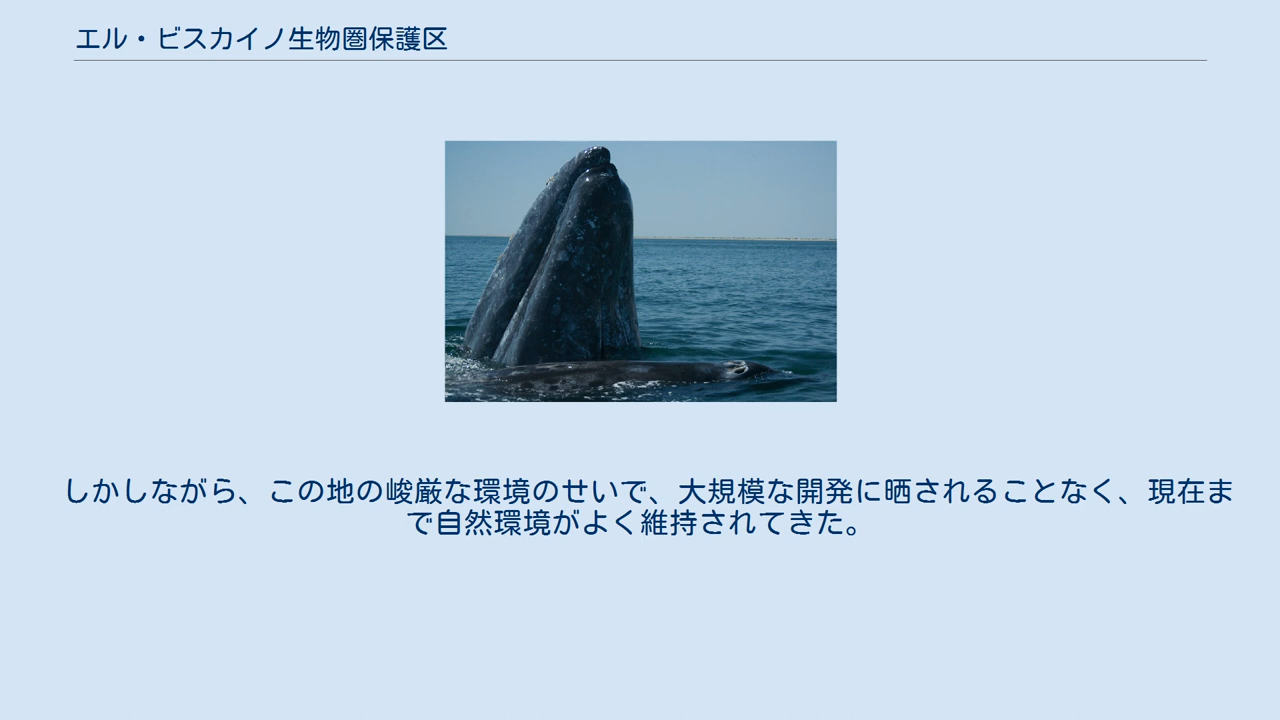 エル・ビスカイノ生物圏保護区
しかしながら、この地の峻厳な環境のせいで、大規模な開発に晒されることなく、現在ま
で自然環境がよく維持されてきた。